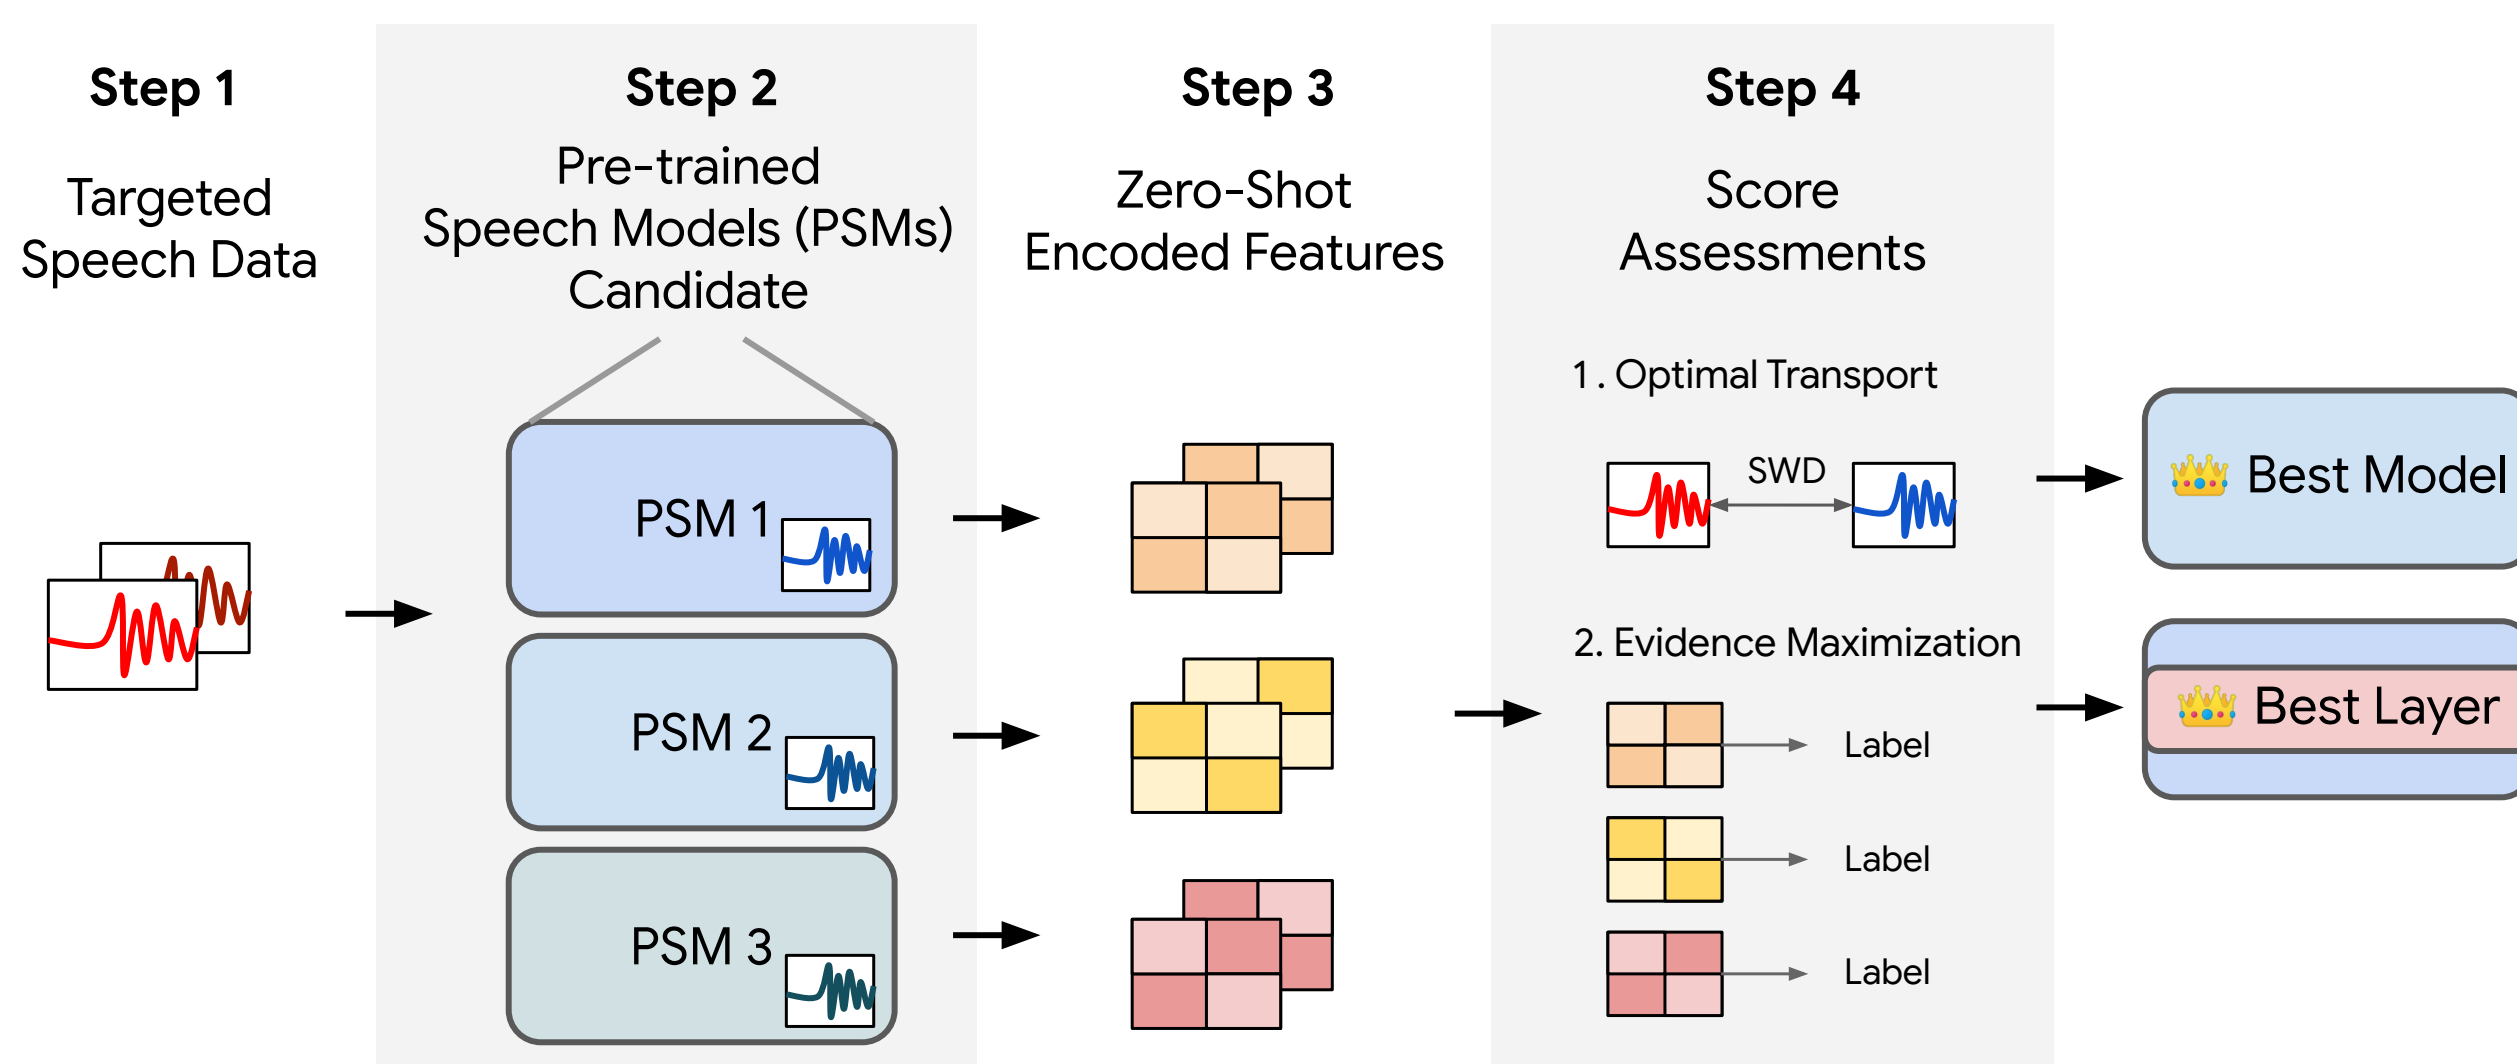 Step 1
Targeted
Speech Data
Step 2
Pre-trained
Speech Models (PSMs)
Candidate
PSM 1
PSM 2
PSM 3
Step 3
Zero-Shot
Encoded Features
Step 4
Score
Assessments
1. Optimal Transport
SWD
2. Evidence Maximization
Label
Label
Label
Best Model
Best Layer